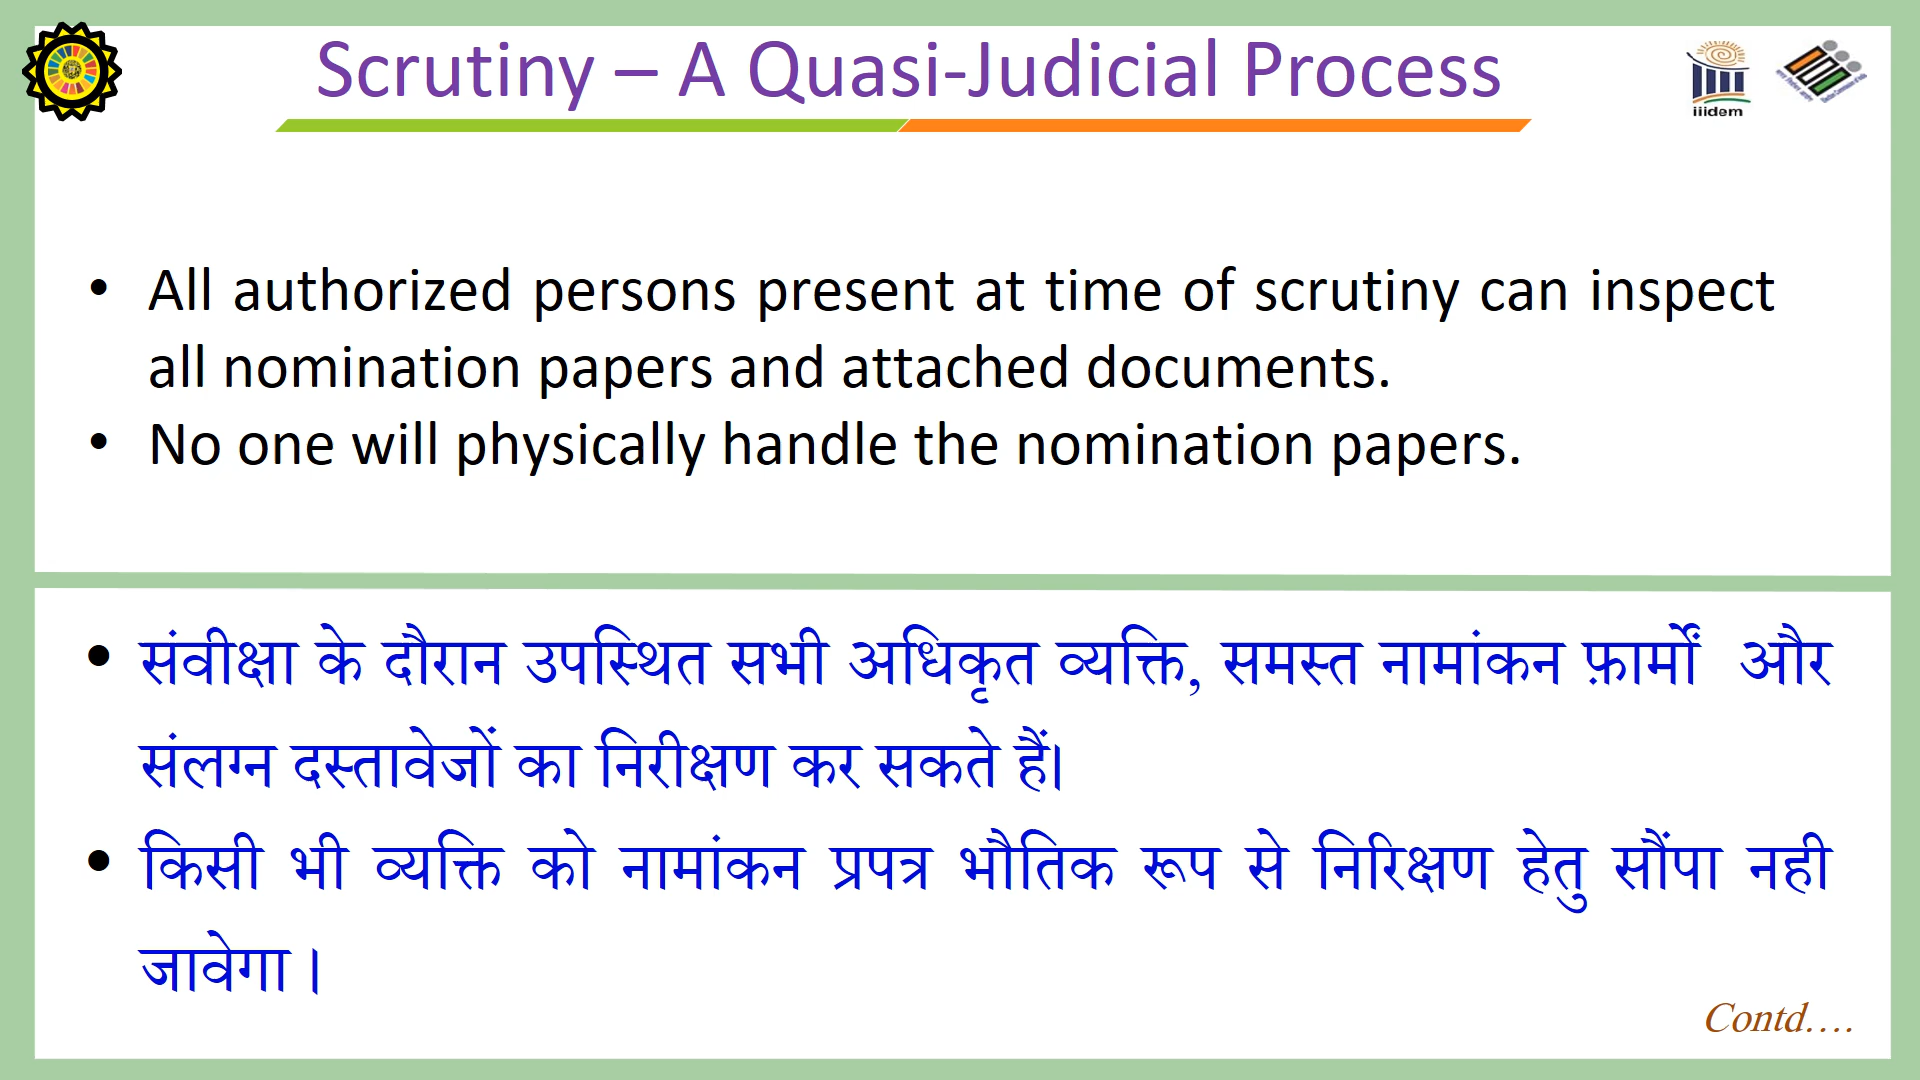 Scrutiny – A Quasi-Judicial Process
iiidem
• All authorized persons present at time of scrutiny can inspect
all nomination papers and attached documents.
• No one will physically handle the nomination papers.
• संवीक्षा के दौरान उपस्थित सभी अधिकृत व्यक्ति, समस्त नामांकन फ़ार्मों और
संलग्न दस्तावेजों का निरीक्षण कर सकते हैं।
• किसी भी व्यक्ति को नामांकन प्रपत्र भौतिक रूप से निरिक्षण हेतु सौंपा नही
जावेगा ।
Contd....